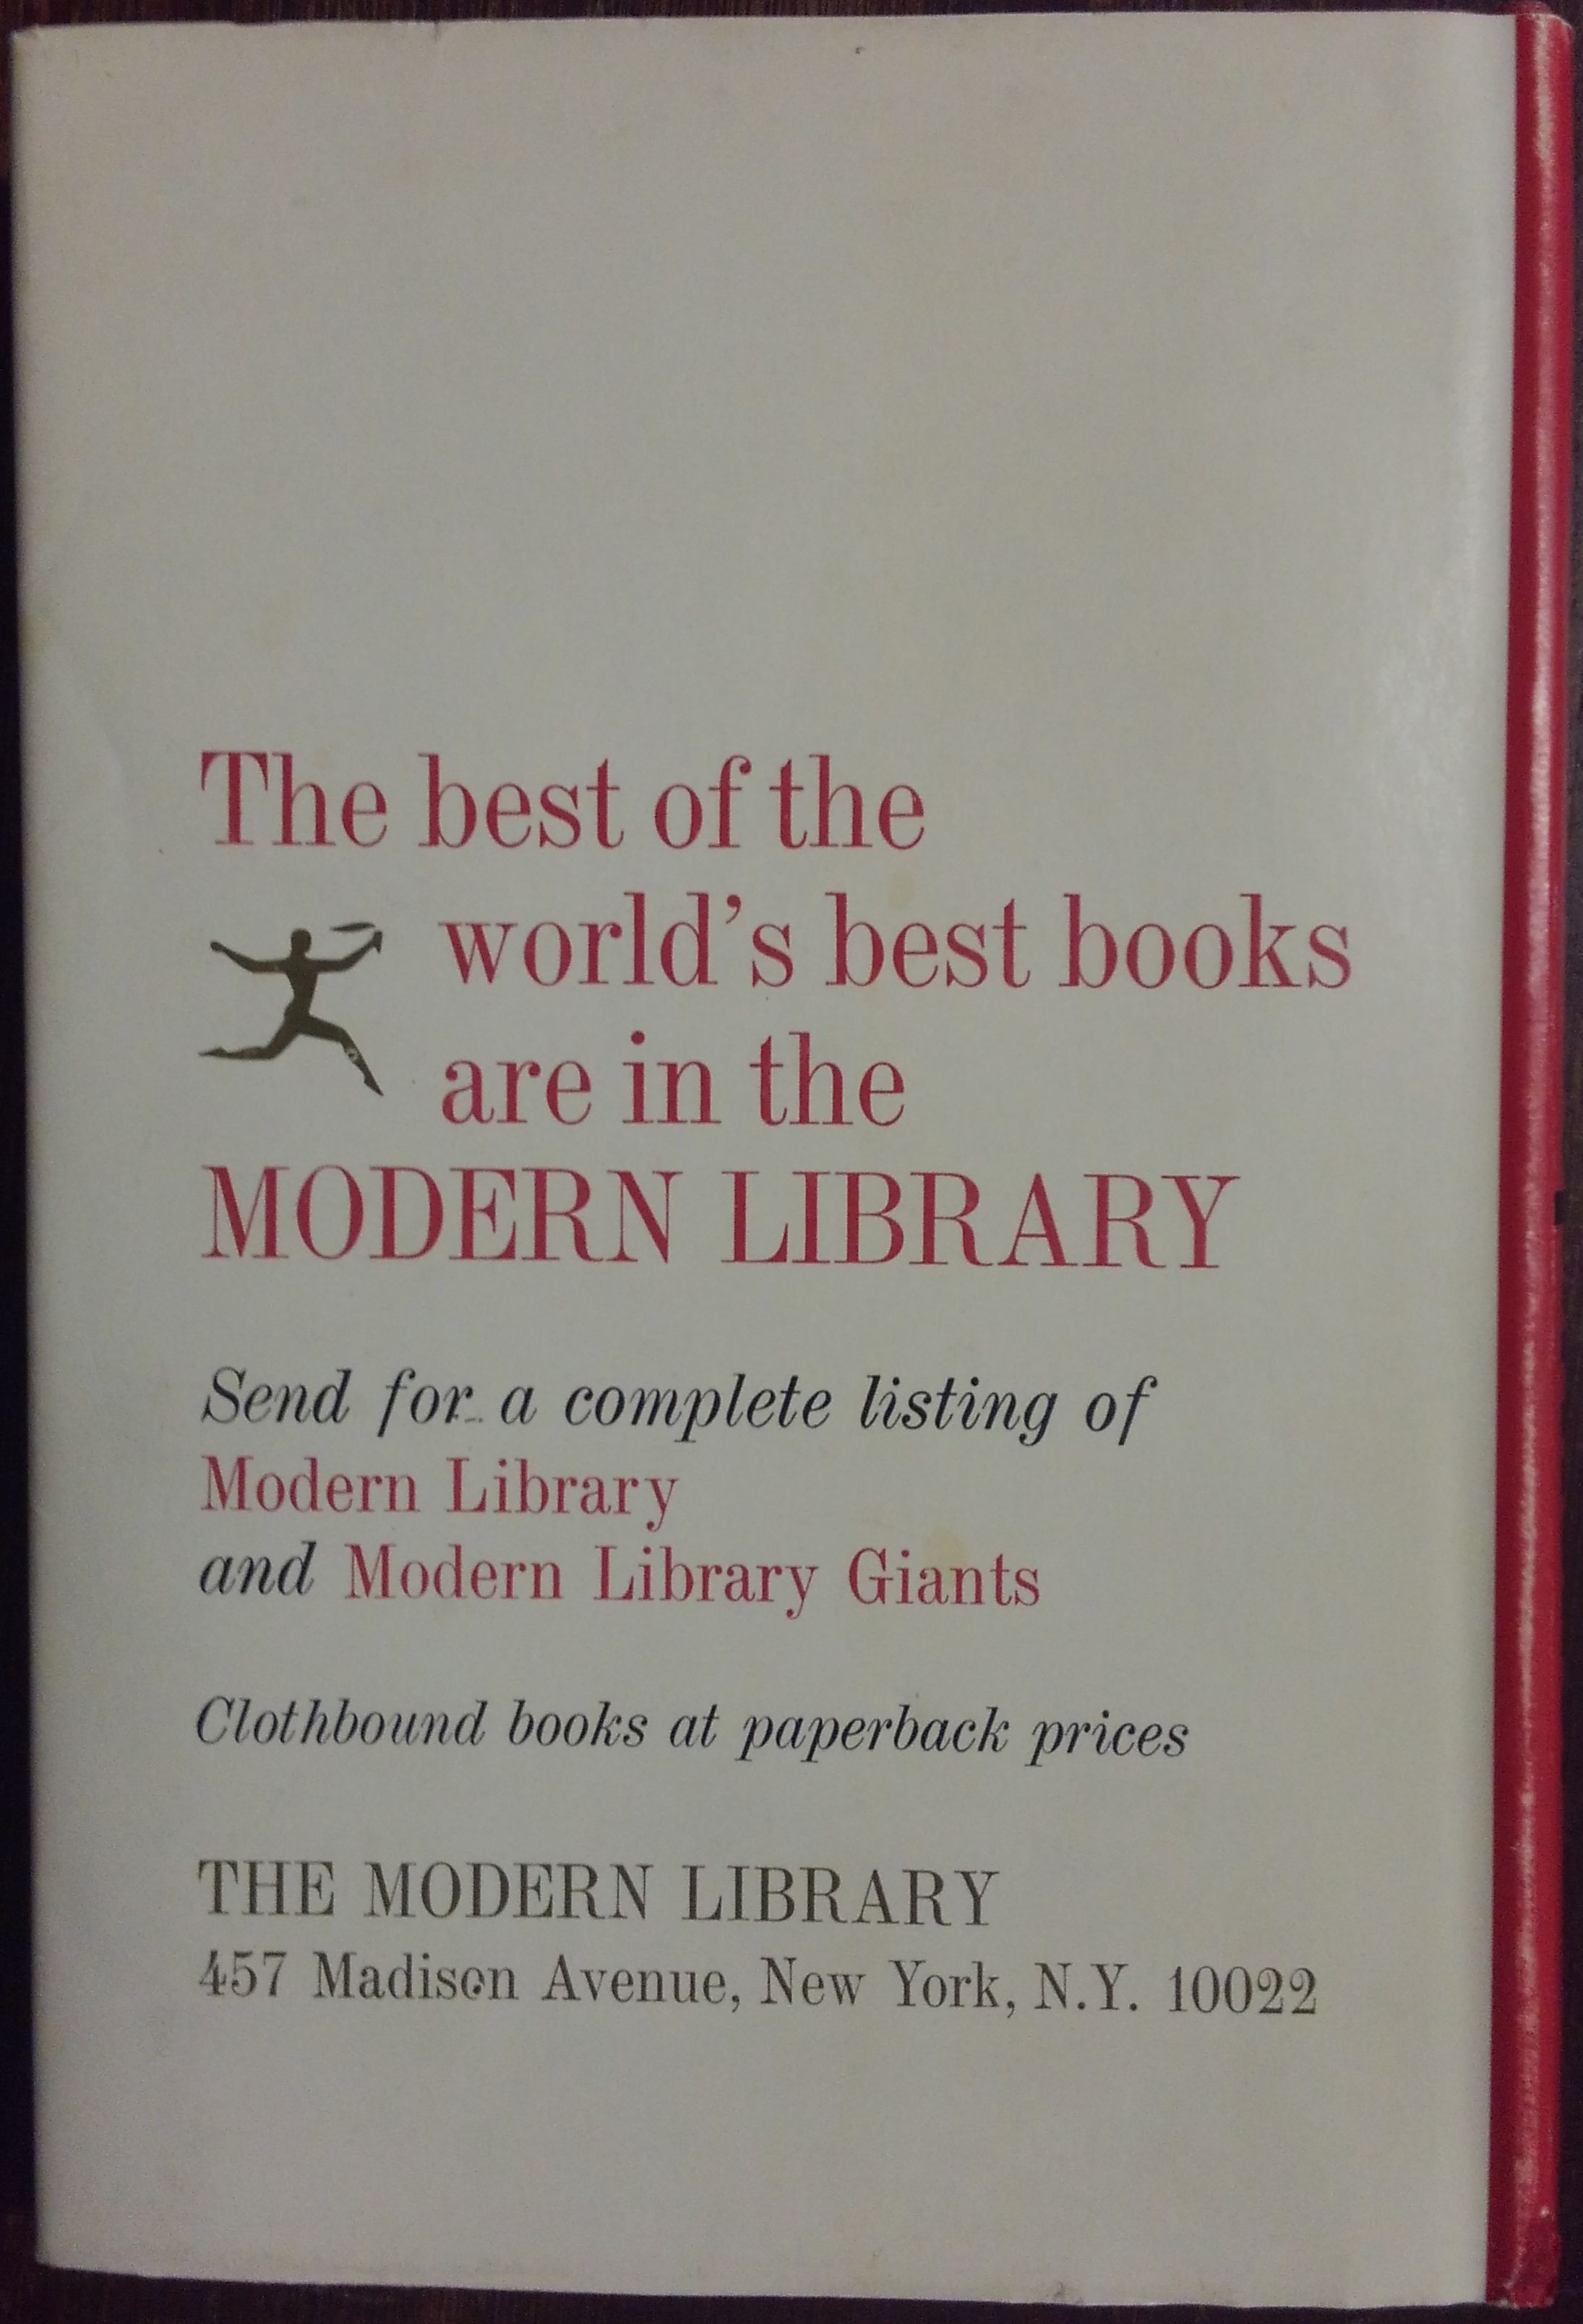 The best of the
world's best books
are in the
MODERN LIBRARY
Send for a complete listing of
Modern Library
and Modern Library Giants
Clothbound books at paperback prices
THE MODERN LIBRARY
457 Madison Avenue, New York, N.Y. 10022